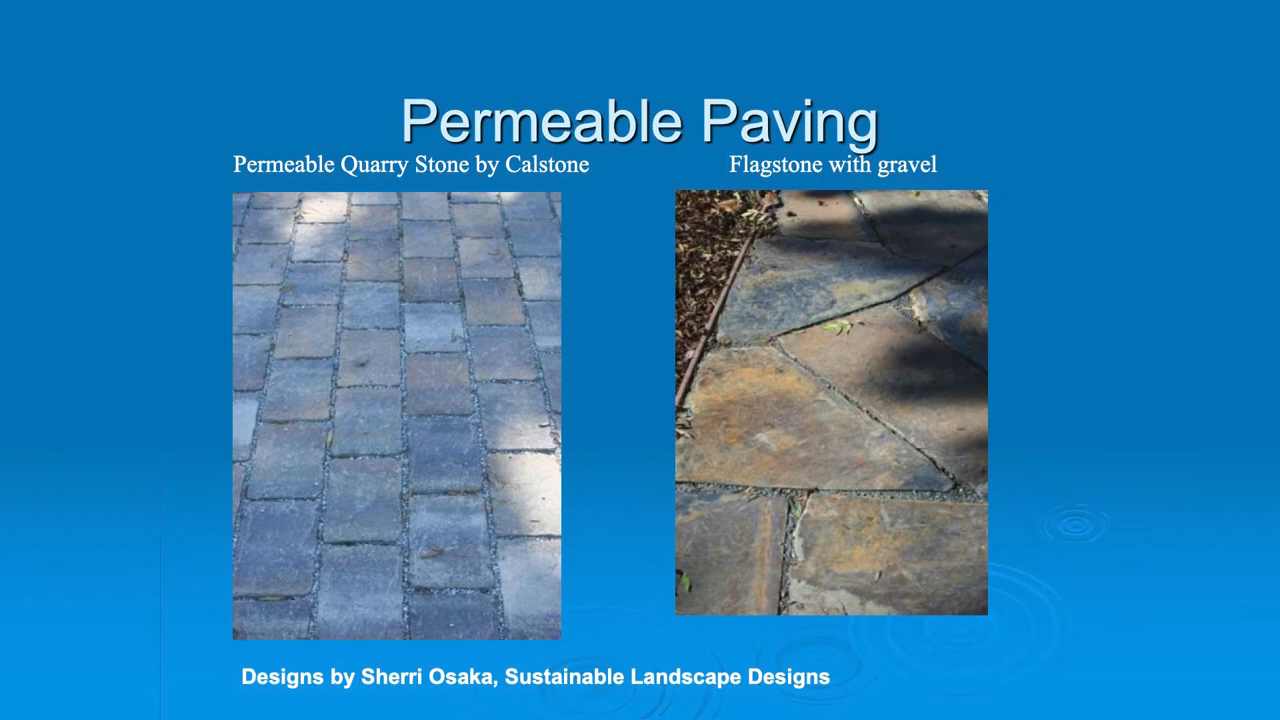 Permeable Paving
Permeable Quarry Stone by Calstone
Flagstone with gravel
Designs by Sherri Osaka, Sustainable Landscape Designs